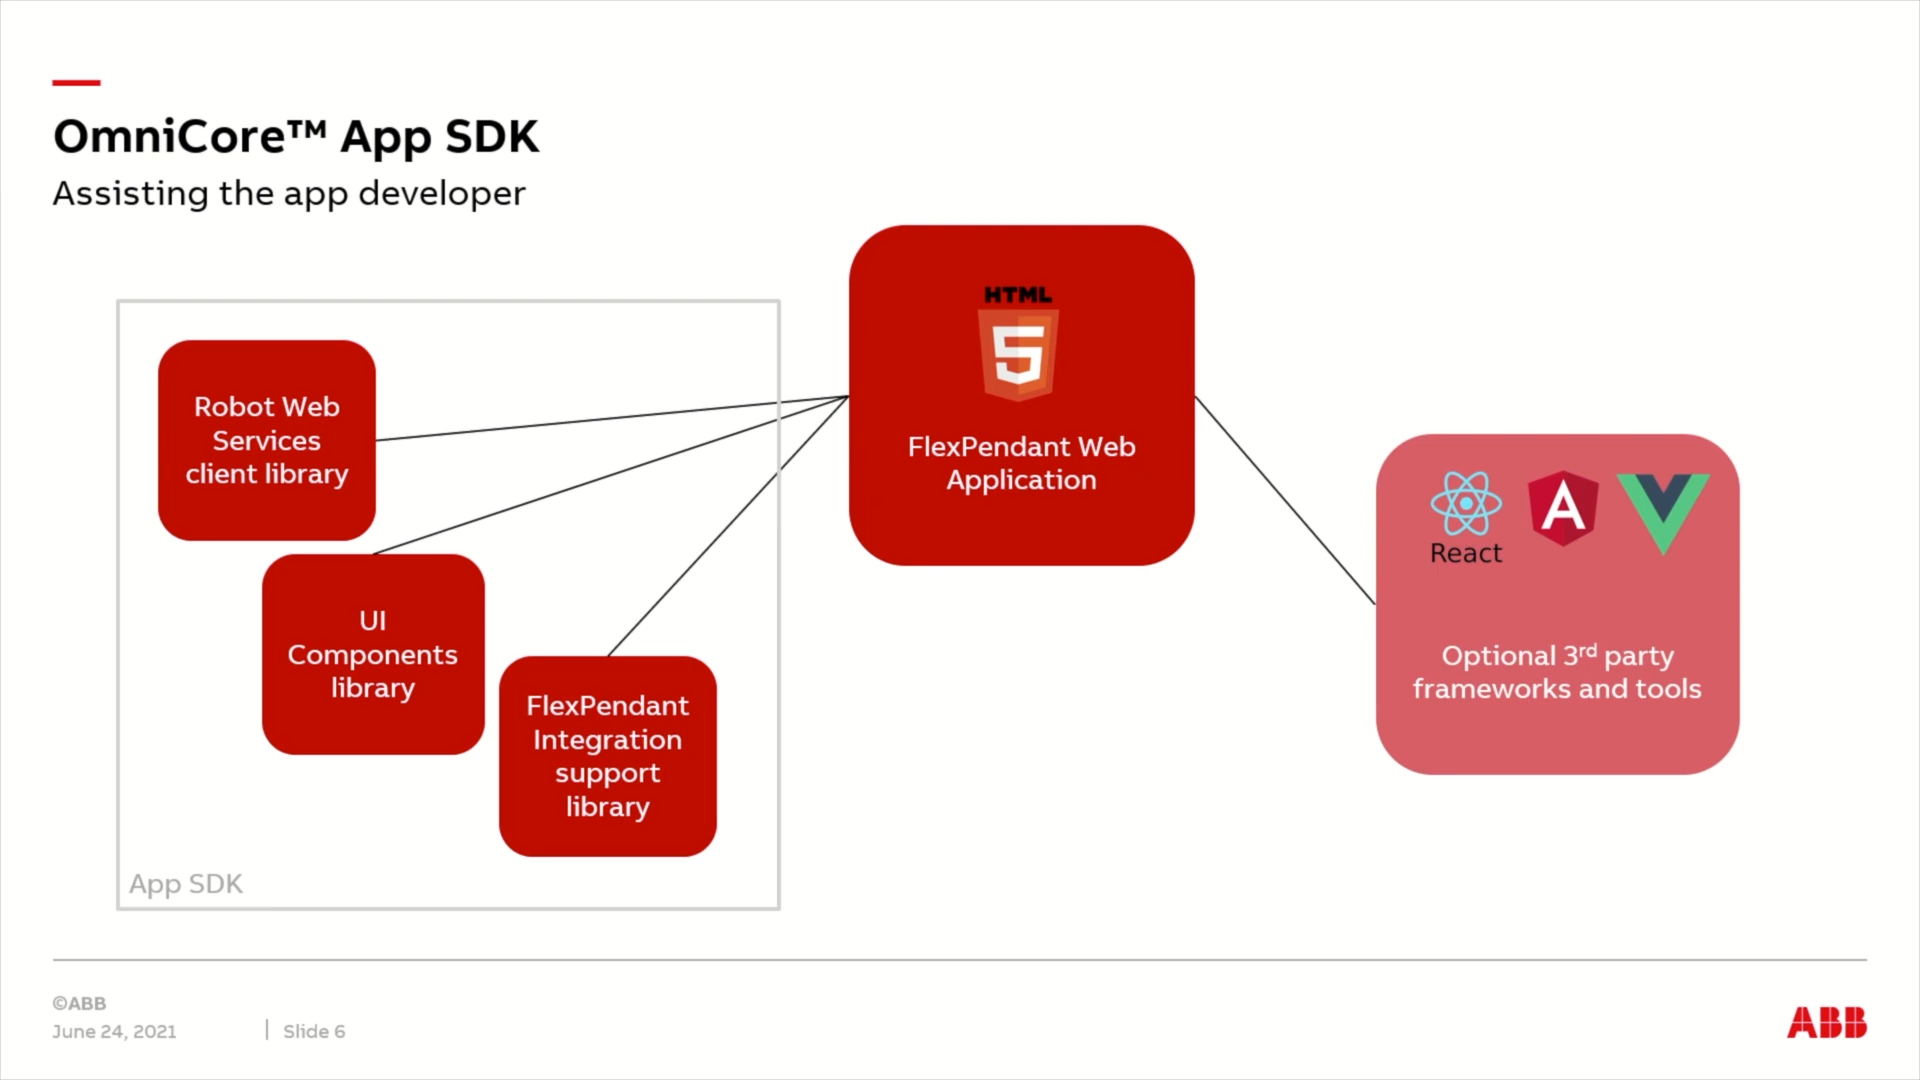 OmniCore™ App SDK
Assisting the app developer
HTML
5
FlexPendant Web
Application
Robot Web
Services
client library
UI
Components
library
FlexPendant
Integration
support
library
App SDK
A
React
Optional 3rd party
frameworks and tools
©ABB
June 24, 2021 | Slide 6
ABB